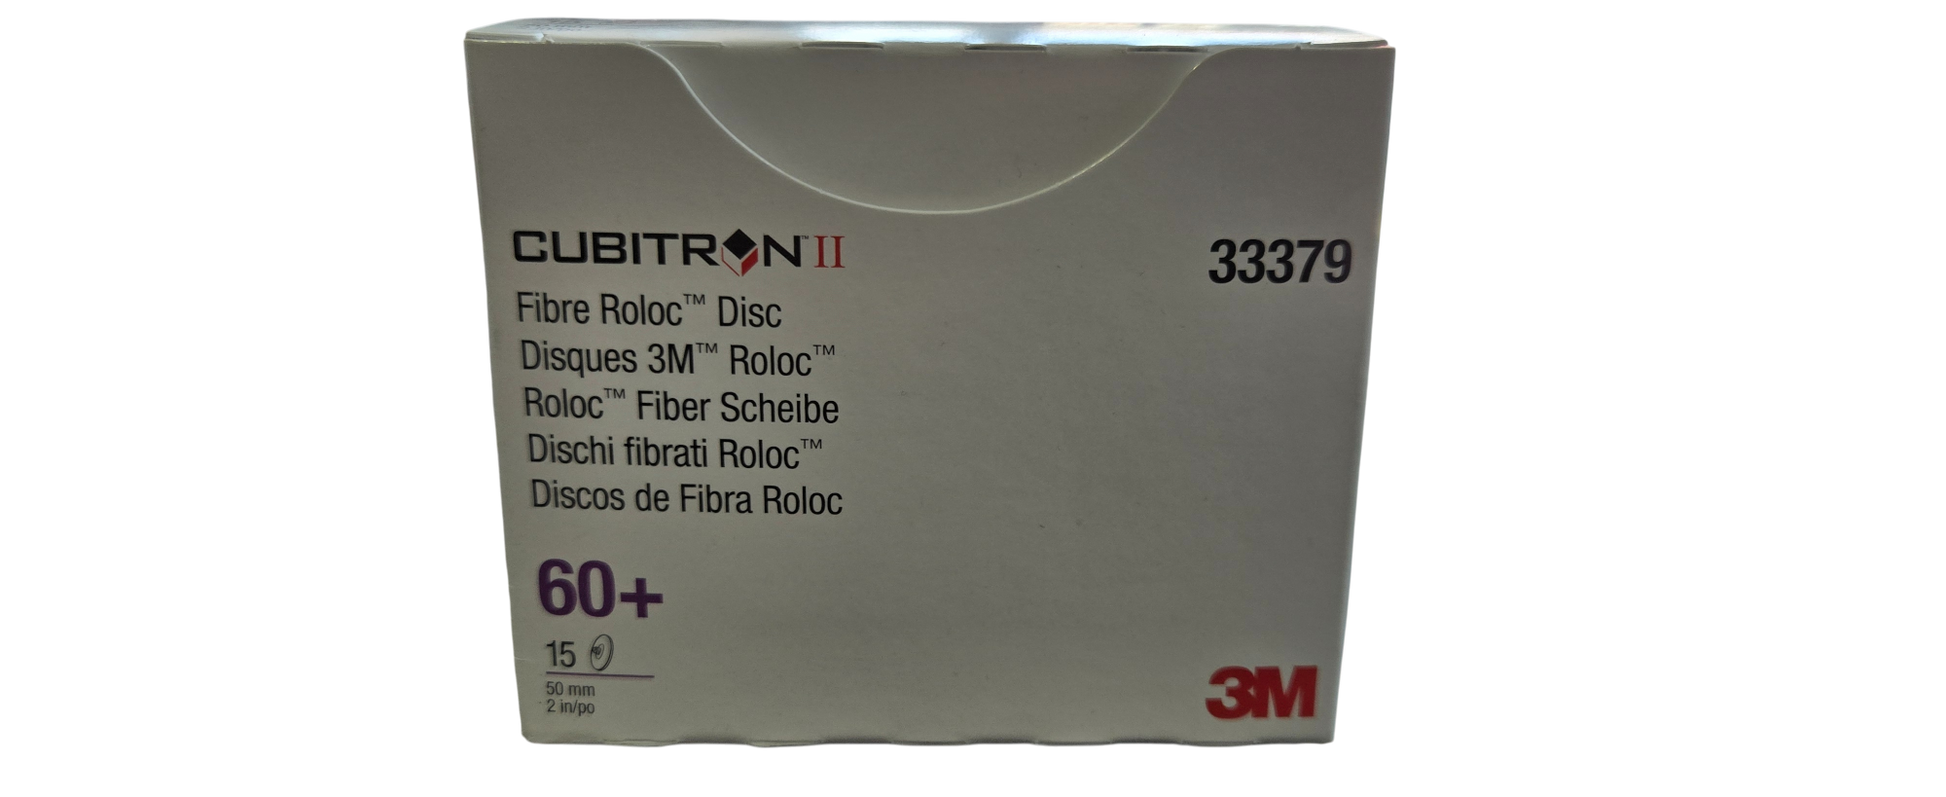 CUBITRON™ II
33379
Fibre Roloc™ Disc
Disques 3M™ Roloc™
Roloc™ Fiber Scheibe
Dischi fibrati Roloc™
Discos de Fibra Roloc
60+
15
50 mm
2 in/po
3M